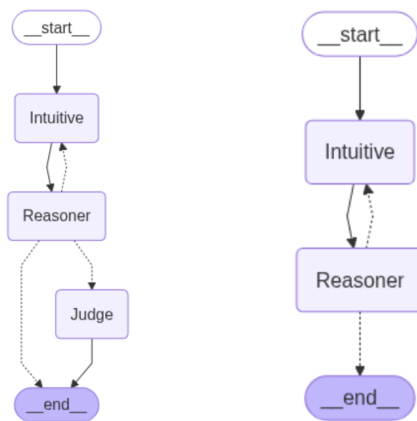 __start__
Intuitive
Reasoner
Judge
__end__
__start__
Intuitive
Reasoner
__end__